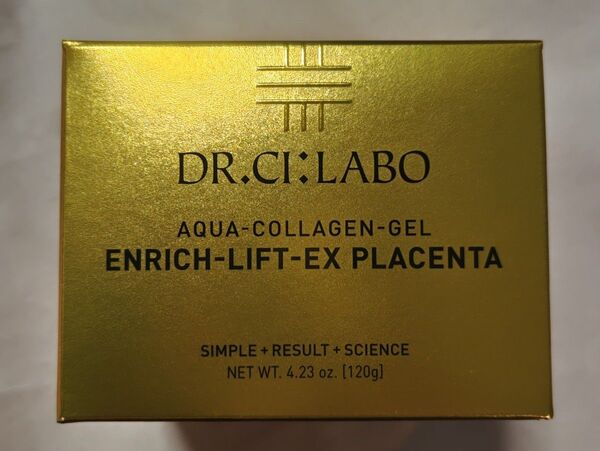 DR.CI:LABO
AQUA-COLLAGEN-GEL
ENRICH-LIFT-EX PLACENTA
SIMPLE + RESULT + SCIENCE
NET WT. 4.23 oz. [120g]